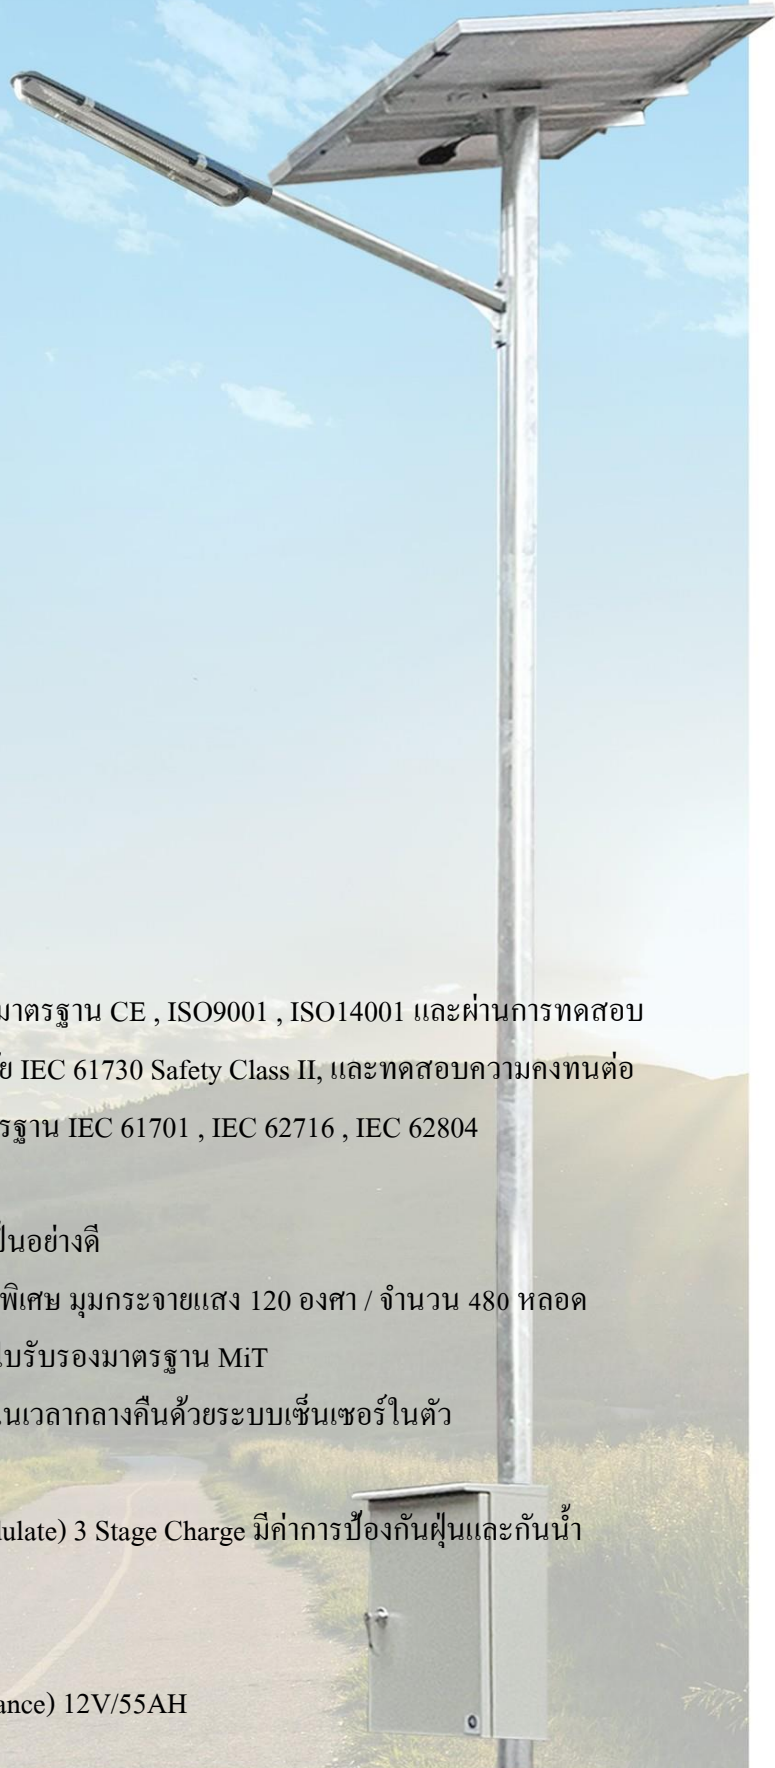 มาตรฐาน CE , ISO9001 , ISO14001 และผ่านการทดสอบ
IEC 61730 Safety Class II, และทดสอบความคงทนต่อ
รฐาน IEC 61701 , IEC 62716 , IEC 62804
ป็นอย่างดี
พิเศษ มุมกระจายแสง 120 องศา / จำนวน 480 หลอด
ใบรับรองมาตรฐาน MiT
นเวลากลางคืนด้วยระบบเซ็นเซอร์ในตัว
ulate) 3 Stage Charge มีค่าการป้องกันฝุ่นและกันน้ำ
ance) 12V/55AH